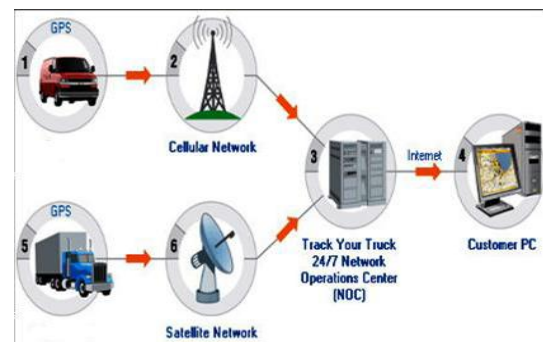 GPS
1
2
Cellular Network
3
Track Your Truck
24/7 Network
Operations Center
(NOC)
Internet
4
Customer PC
GPS
5
6
Satellite Network